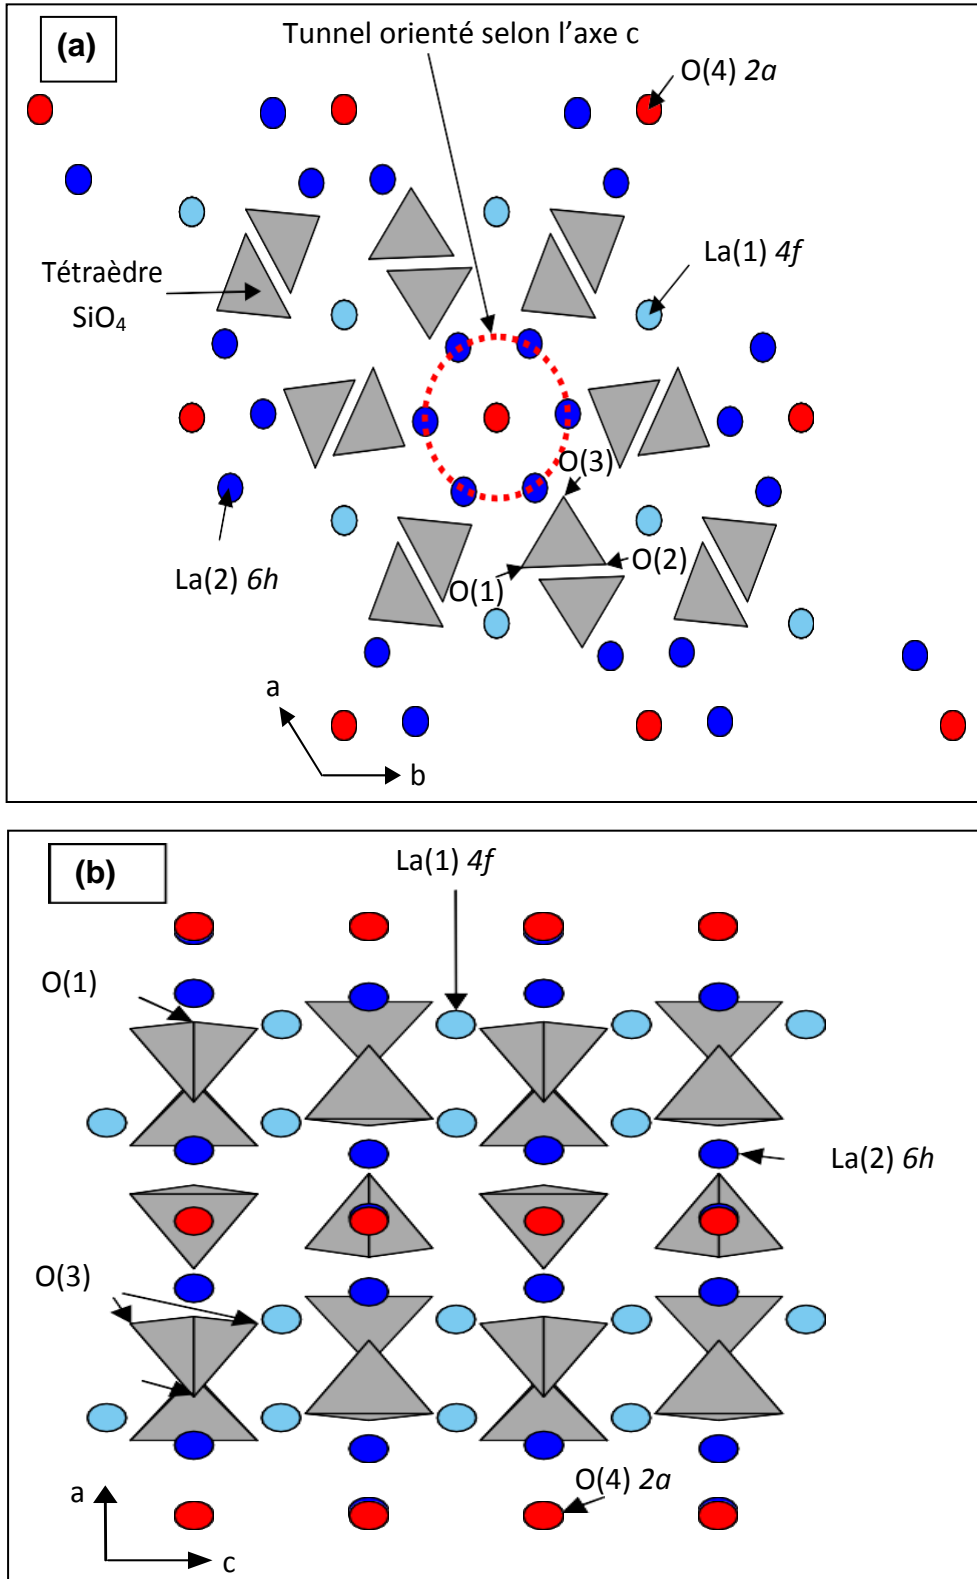 (a)
Tunnel orienté selon l’axe c
O(4) 2a
La(1) 4f
Tétraèdre
SiO₄
O(3)
O(2)
O(1)
La(2) 6h
a
b
(b)
La(1) 4f
O(1)
La(2) 6h
O(3)
O(4) 2a
a
c